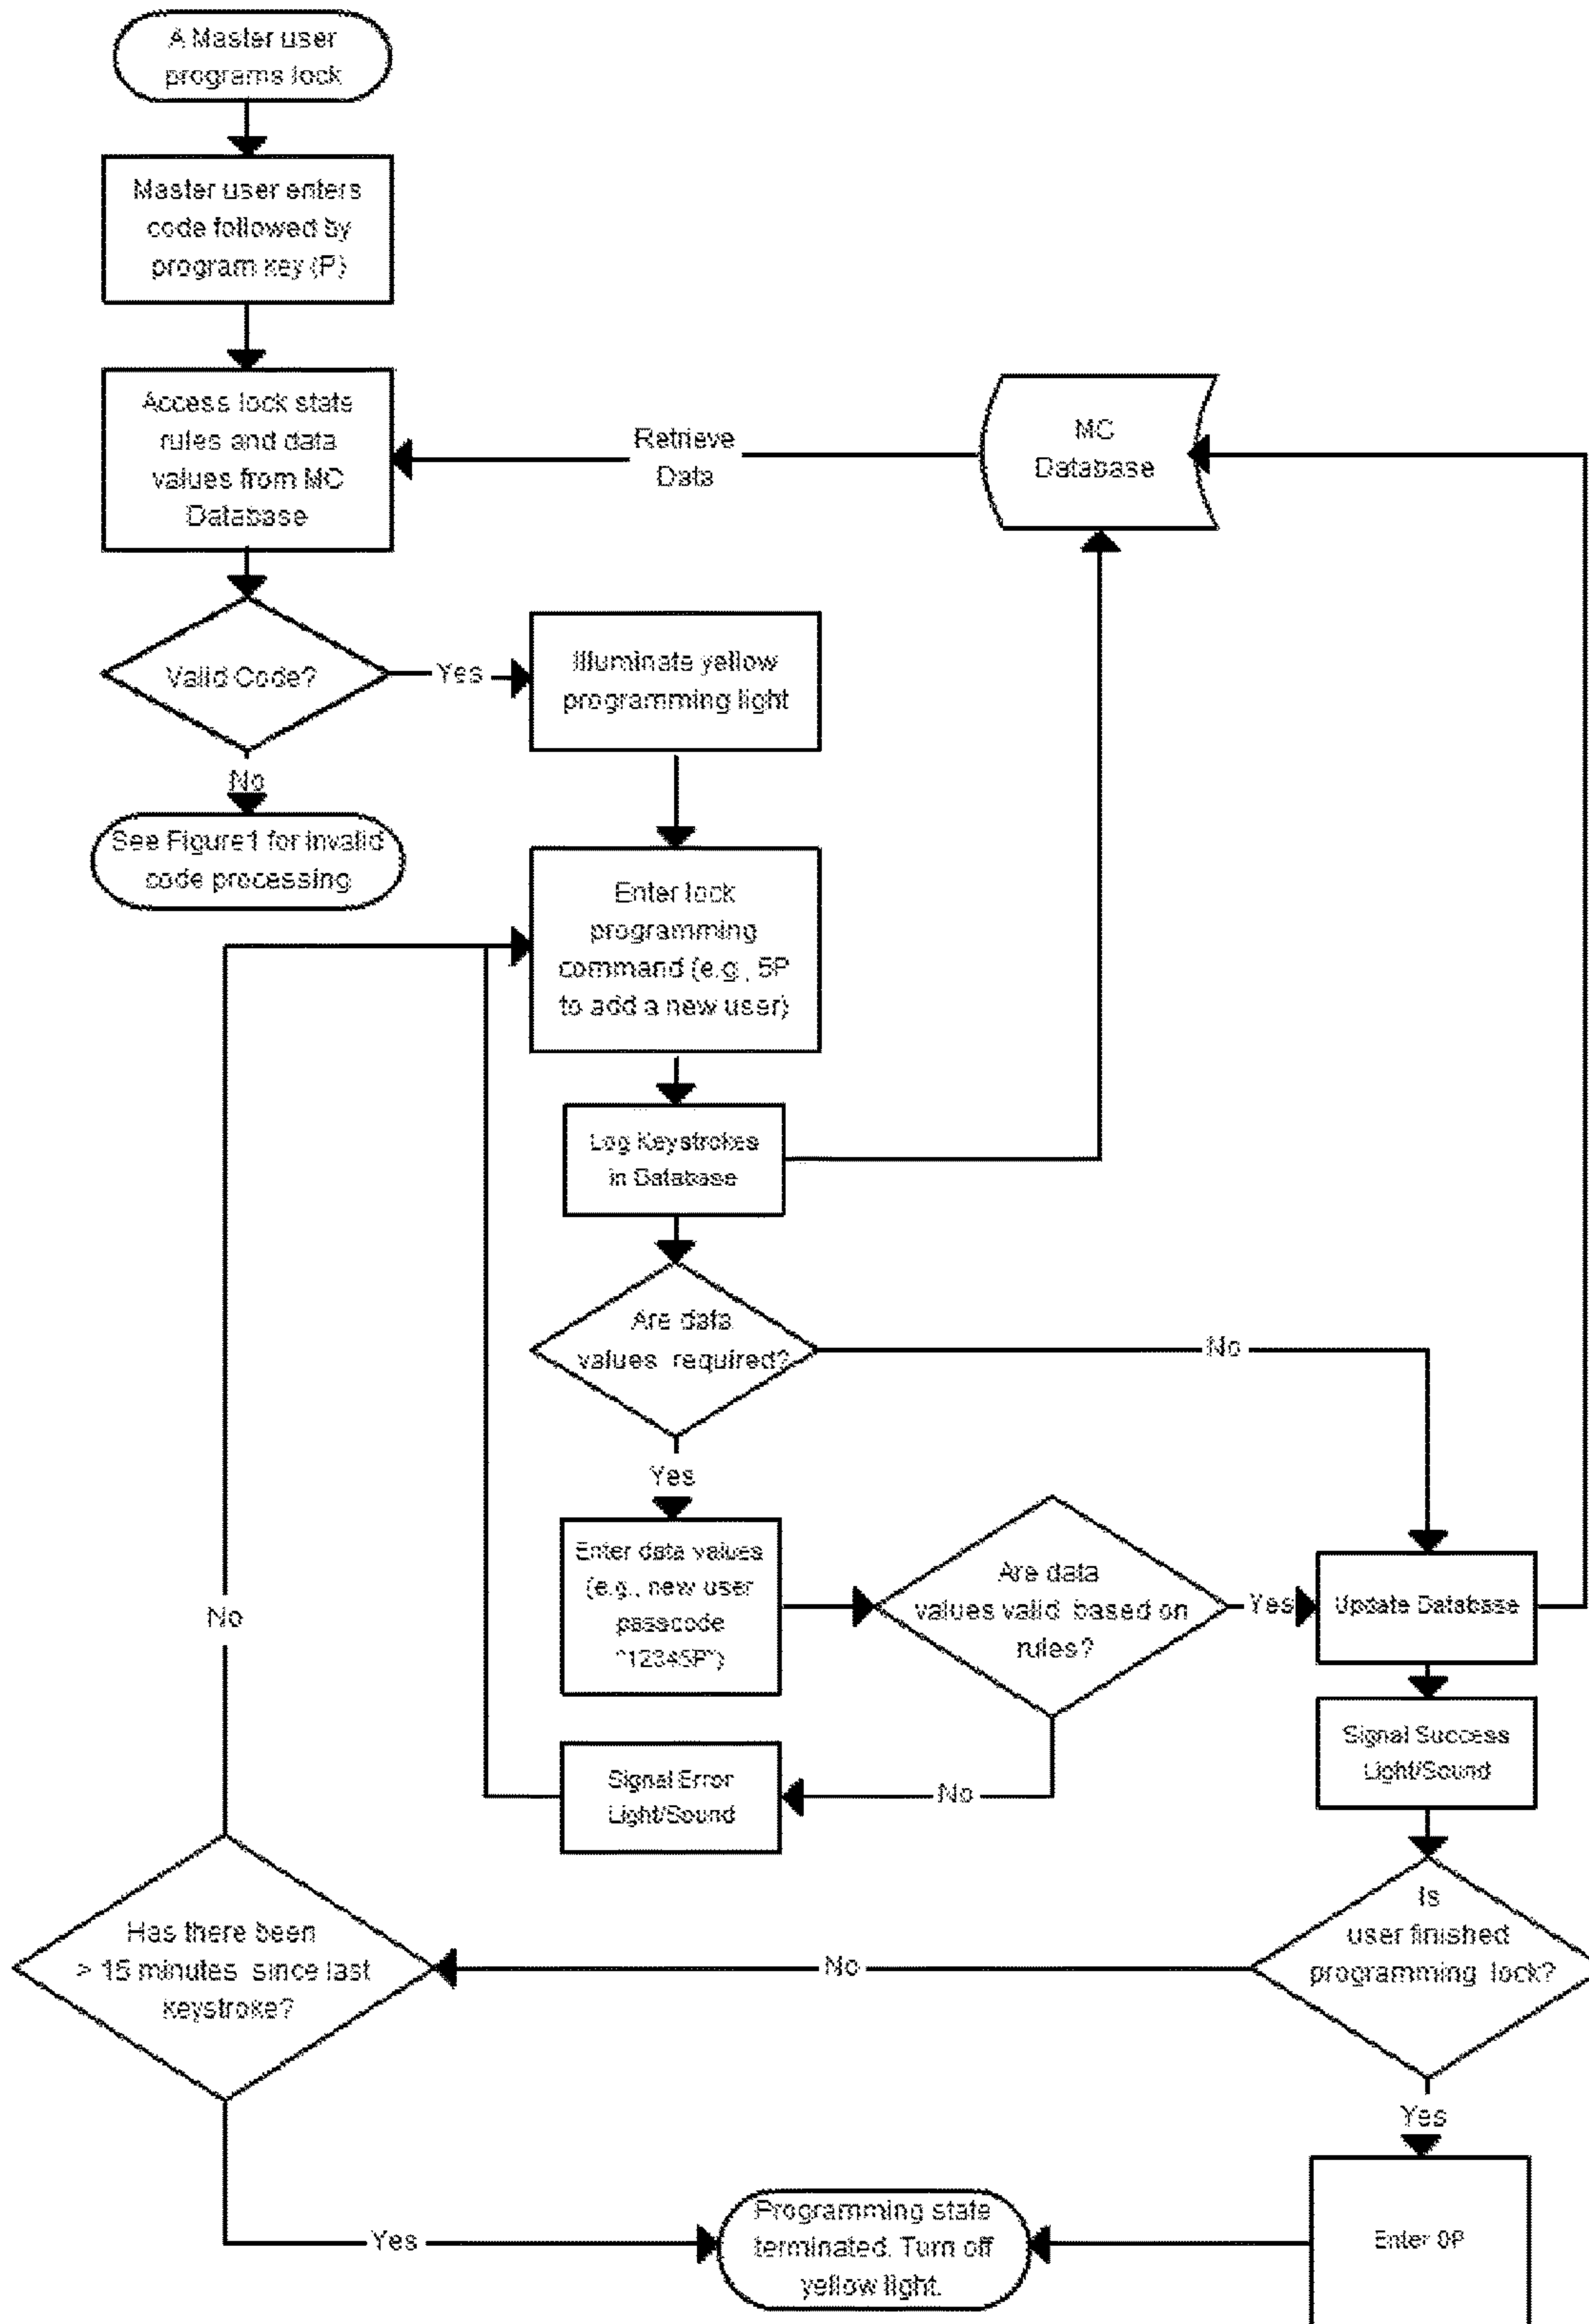 A Master user
programs lock
Master user enters
code followed by
program key (P)
Access lock state
rules and data
values from MC
Database
Retrieve
Data
MC
Database
Valid Code?
Yes
Illuminate yellow
programming light
No
See Figure1 for invalid
code processing
Enter lock
programming
command (e.g., 5P
to add a new user)
Log Keystrokes
in Database
Are data
values required?
No
Yes
Enter data values
(e.g., new user
passcode
"12345P")
Are data
values valid based on
rules?
Yes
Update Database
No
Signal Success
Light/Sound
Signal Error
Light/Sound
No
Is
user finished
programming lock?
Has there been
> 15 minutes since last
keystroke?
No
Yes
Programming state
terminated. Turn off
yellow light.
Yes
Enter 0P